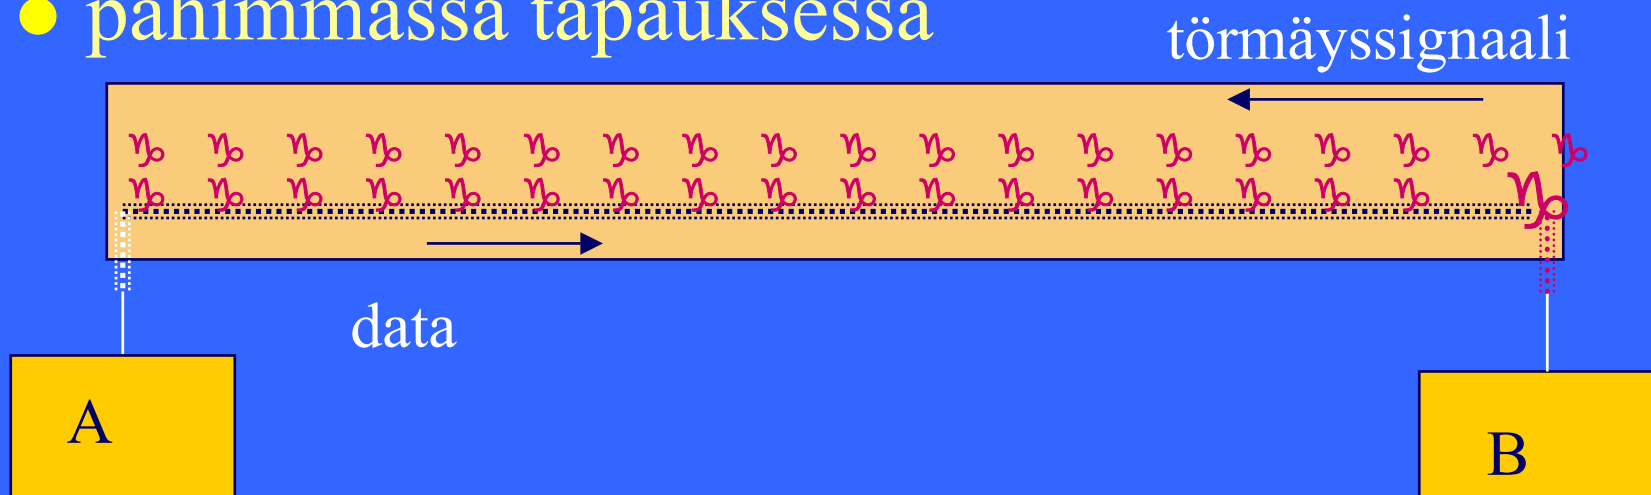 pahimmassa tapauksessa
törmäyssignaali
♑ ♑ ♑ ♑ ♑ ♑ ♑ ♑ ♑ ♑ ♑ ♑ ♑ ♑ ♑ ♑ ♑ ♑ ♑
♑ ♑ ♑ ♑ ♑ ♑ ♑ ♑ ♑ ♑ ♑ ♑ ♑ ♑ ♑ ♑ ♑ ♑
data
A
B